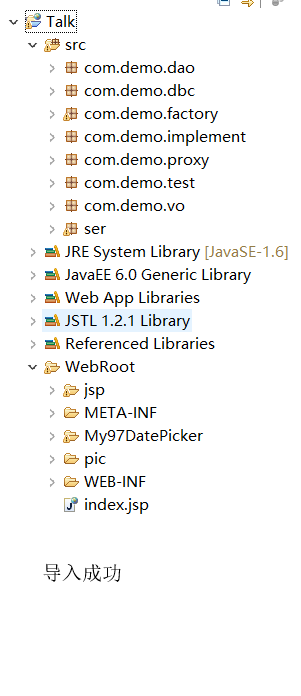 Talk
src
com.demo.dao
com.demo.dbc
com.demo.factory
com.demo.implement
com.demo.proxy
com.demo.test
com.demo.vo
ser
JRE System Library [JavaSE-1.6]
JavaEE 6.0 Generic Library
Web App Libraries
JSTL 1.2.1 Library
Referenced Libraries
WebRoot
jsp
META-INF
My97DatePicker
pic
WEB-INF
index.jsp
导入成功